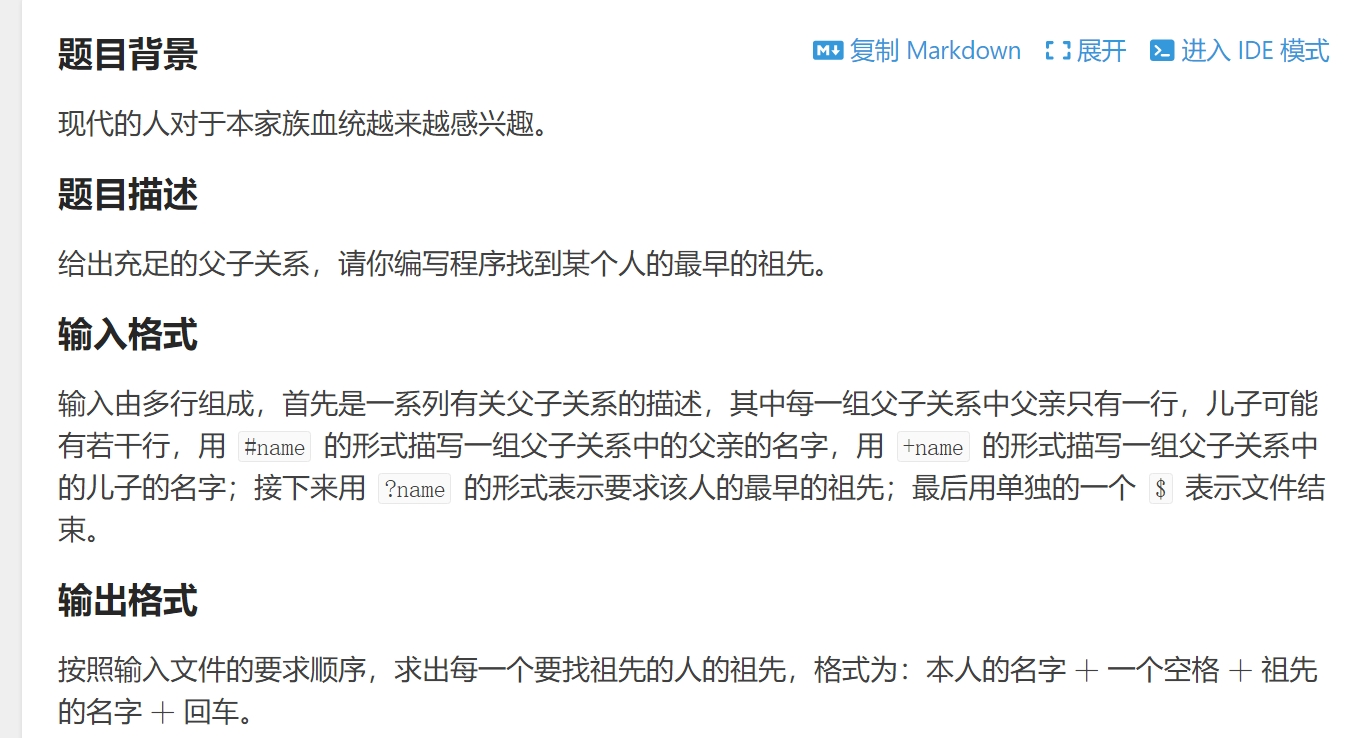 题目背景
复制 Markdown 展开 进入 IDE 模式
现代的人对于本家族血统越来越感兴趣。
题目描述
给出充足的父子关系，请你编写程序找到某个人的最早的祖先。
输入格式
输入由多行组成，首先是一系列有关父子关系的描述，其中每一组父子关系中父亲只有一行，儿子可能
有若干行，用 #name 的形式描写一组父子关系中的父亲的名字，用 +name 的形式描写一组父子关系中
的儿子的名字；接下来用 ?name 的形式表示要求该人的最早的祖先；最后用单独的一个 $ 表示文件结
束。
输出格式
按照输入文件的要求顺序，求出每一个要找祖先的人的祖先，格式为：本人的名字 + 一个空格 + 祖先
的名字 + 回车。